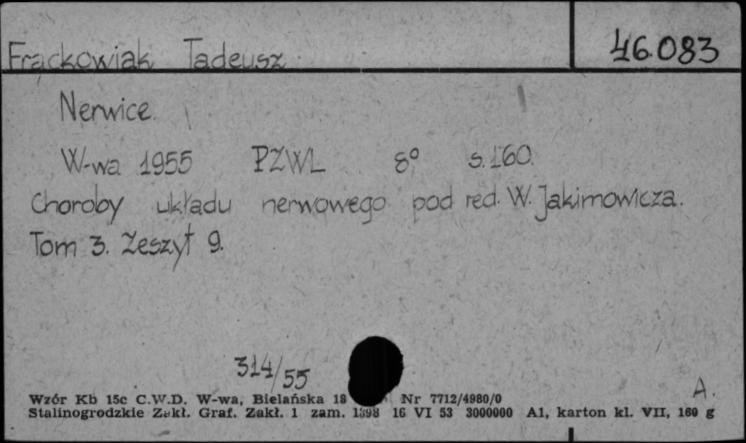 Frąckowiak Tadeusz
46.083
Nerwice.
W-wa 1955 PZWL 8° s.160.
Choroby układu nerwowego pod red. W. Jakimowicza.
Tom 3. Zeszyt 9.
314/55
A.
Wzór Kb 15c C.W.D. W-wa, Bielańska 18 Nr 7712/4980/0
Stalinogrodzkie Zakł. Graf. Zakł. 1 zam. 1398 16 VI 53 3000000 A1, karton kl. VII, 160 g